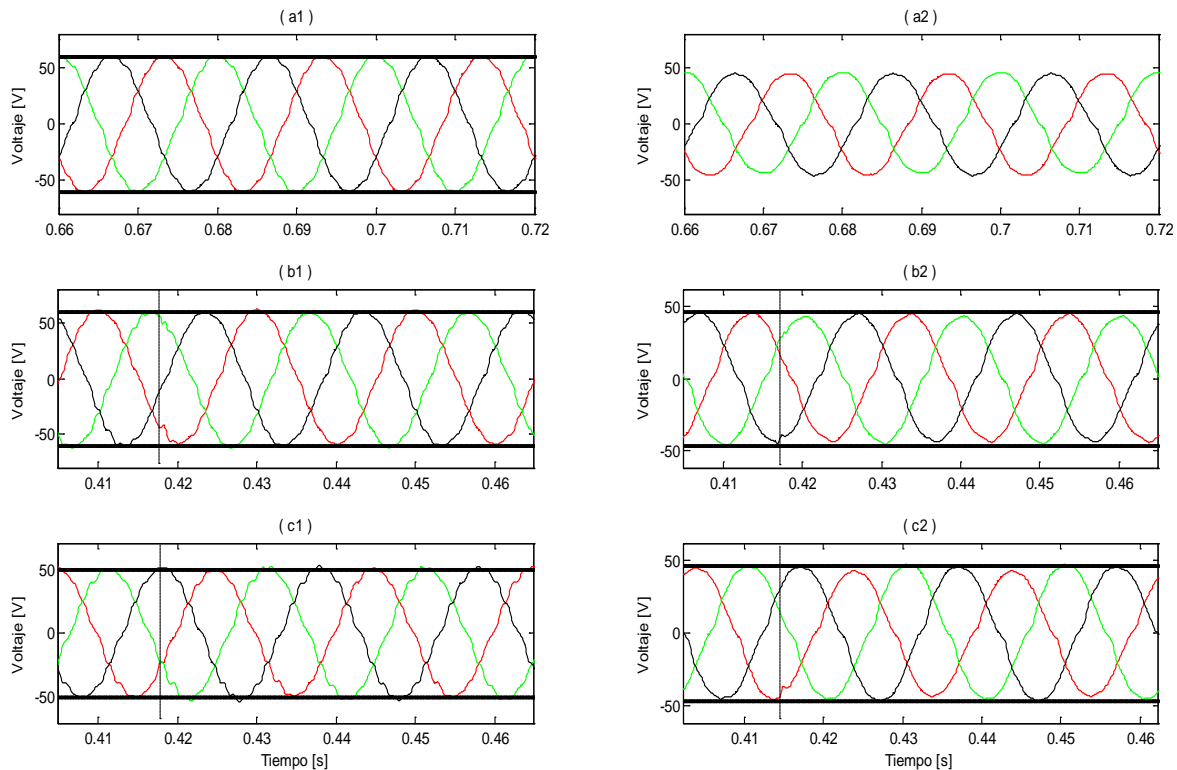 ( a1 )
50
0
-50
Voltaje [V]
0.66 0.67 0.68 0.69 0.7 0.71 0.72
( a2 )
50
0
-50
Voltaje [V]
0.66 0.67 0.68 0.69 0.7 0.71 0.72
( b1 )
50
0
-50
Voltaje [V]
0.41 0.42 0.43 0.44 0.45 0.46
( b2 )
50
0
-50
Voltaje [V]
0.41 0.42 0.43 0.44 0.45 0.46
( c1 )
50
0
-50
Voltaje [V]
0.41 0.42 0.43 0.44 0.45 0.46
Tiempo [s]
( c2 )
50
0
-50
Voltaje [V]
0.41 0.42 0.43 0.44 0.45 0.46
Tiempo [s]